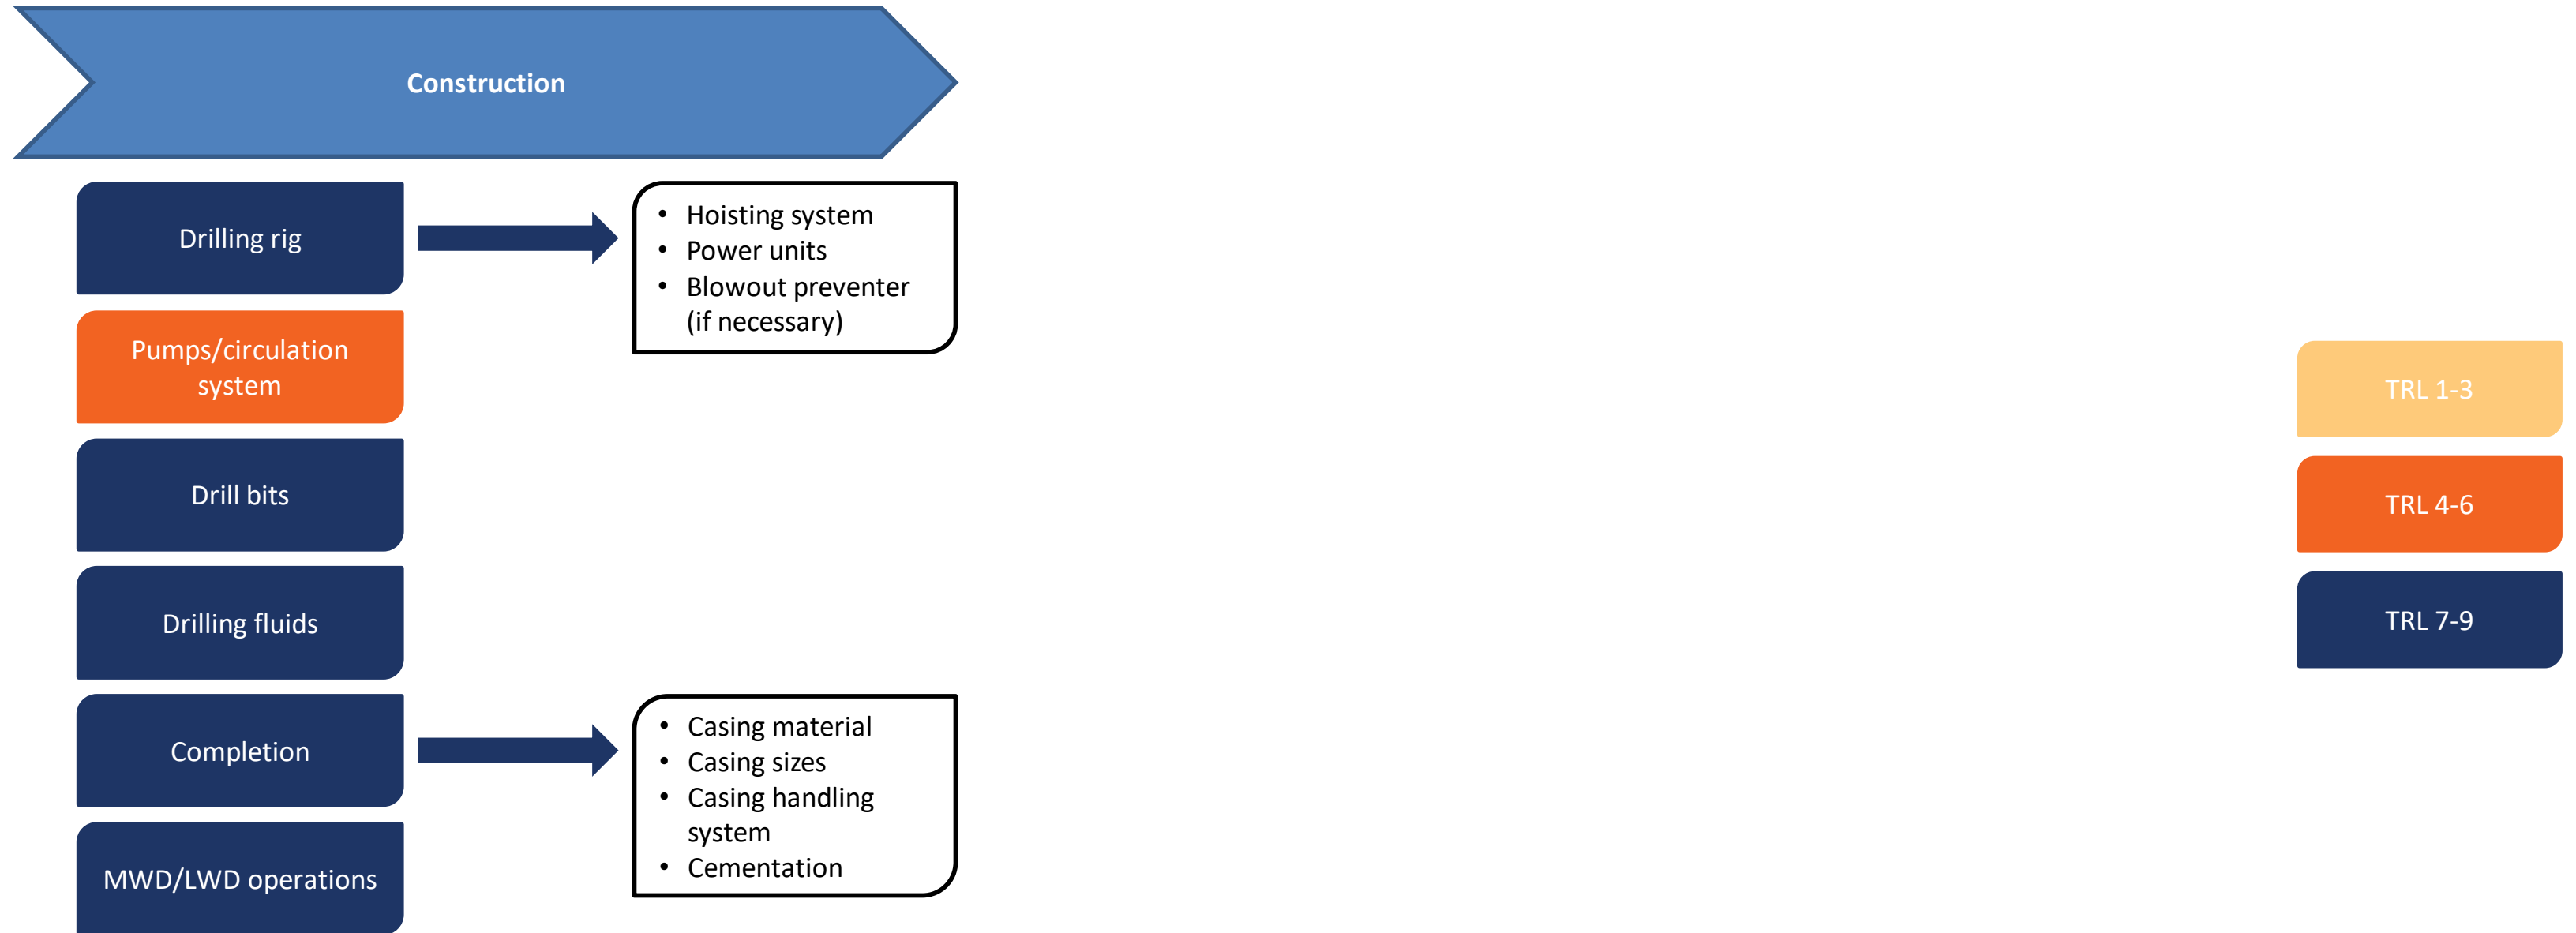 Construction
Drilling rig
• Hoisting system
• Power units
• Blowout preventer
(if necessary)
Pumps/circulation
system
Drill bits
Drilling fluids
Completion
• Casing material
• Casing sizes
• Casing handling
system
• Cementation
MWD/LWD operations
TRL 1-3
TRL 4-6
TRL 7-9